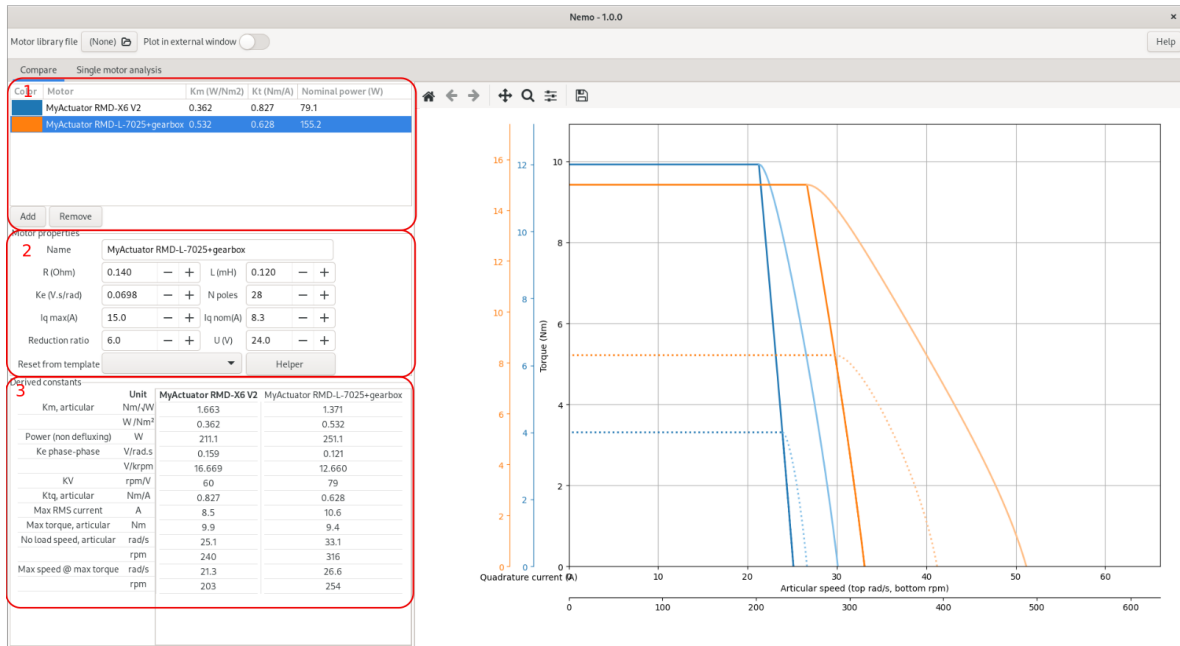 Nemo - 1.0.0 ×
Motor library file (None) Plot in external window Help
Compare Single motor analysis
1
Color Motor Km (W/Nm2) Kt (Nm/A) Nominal power (W)
MyActuator RMD-X6 V2 0.362 0.827 79.1
MyActuator RMD-L-7025+gearbox 0.532 0.628 155.2
Add Remove
Motor properties
2
Name MyActuator RMD-L-7025+gearbox
R (Ohm) 0.140 − + L (mH) 0.120 − +
Ke (V.s/rad) 0.0698 − + N poles 28 − +
Iq max(A) 15.0 − + Iq nom(A) 8.3 − +
Reduction ratio 6.0 − + U (V) 24.0 − +
Reset from template Helper
Derived constants
3
Unit MyActuator RMD-X6 V2 MyActuator RMD-L-7025+gearbox
Km, articular Nm/√W 1.663 1.371
W /Nm² 0.362 0.532
Power (non defluxing) W 211.1 251.1
Ke phase-phase V/rad.s 0.159 0.121
V/krpm 16.669 12.660
KV rpm/V 60 79
Ktq, articular Nm/A 0.827 0.628
Max RMS current A 8.5 10.6
Max torque, articular Nm 9.9 9.4
No load speed, articular rad/s 25.1 33.1
rpm 240 316
Max speed @ max torque rad/s 21.3 26.6
rpm 203 254
16
14
12
10
8
6
4
2
0
12
10
8
6
4
2
0
Torque (Nm)
10
8
6
4
2
0
Quadrature current (A)
0 10 20 30 40 50 60
Articular speed (top rad/s, bottom rpm)
0 100 200 300 400 500 600